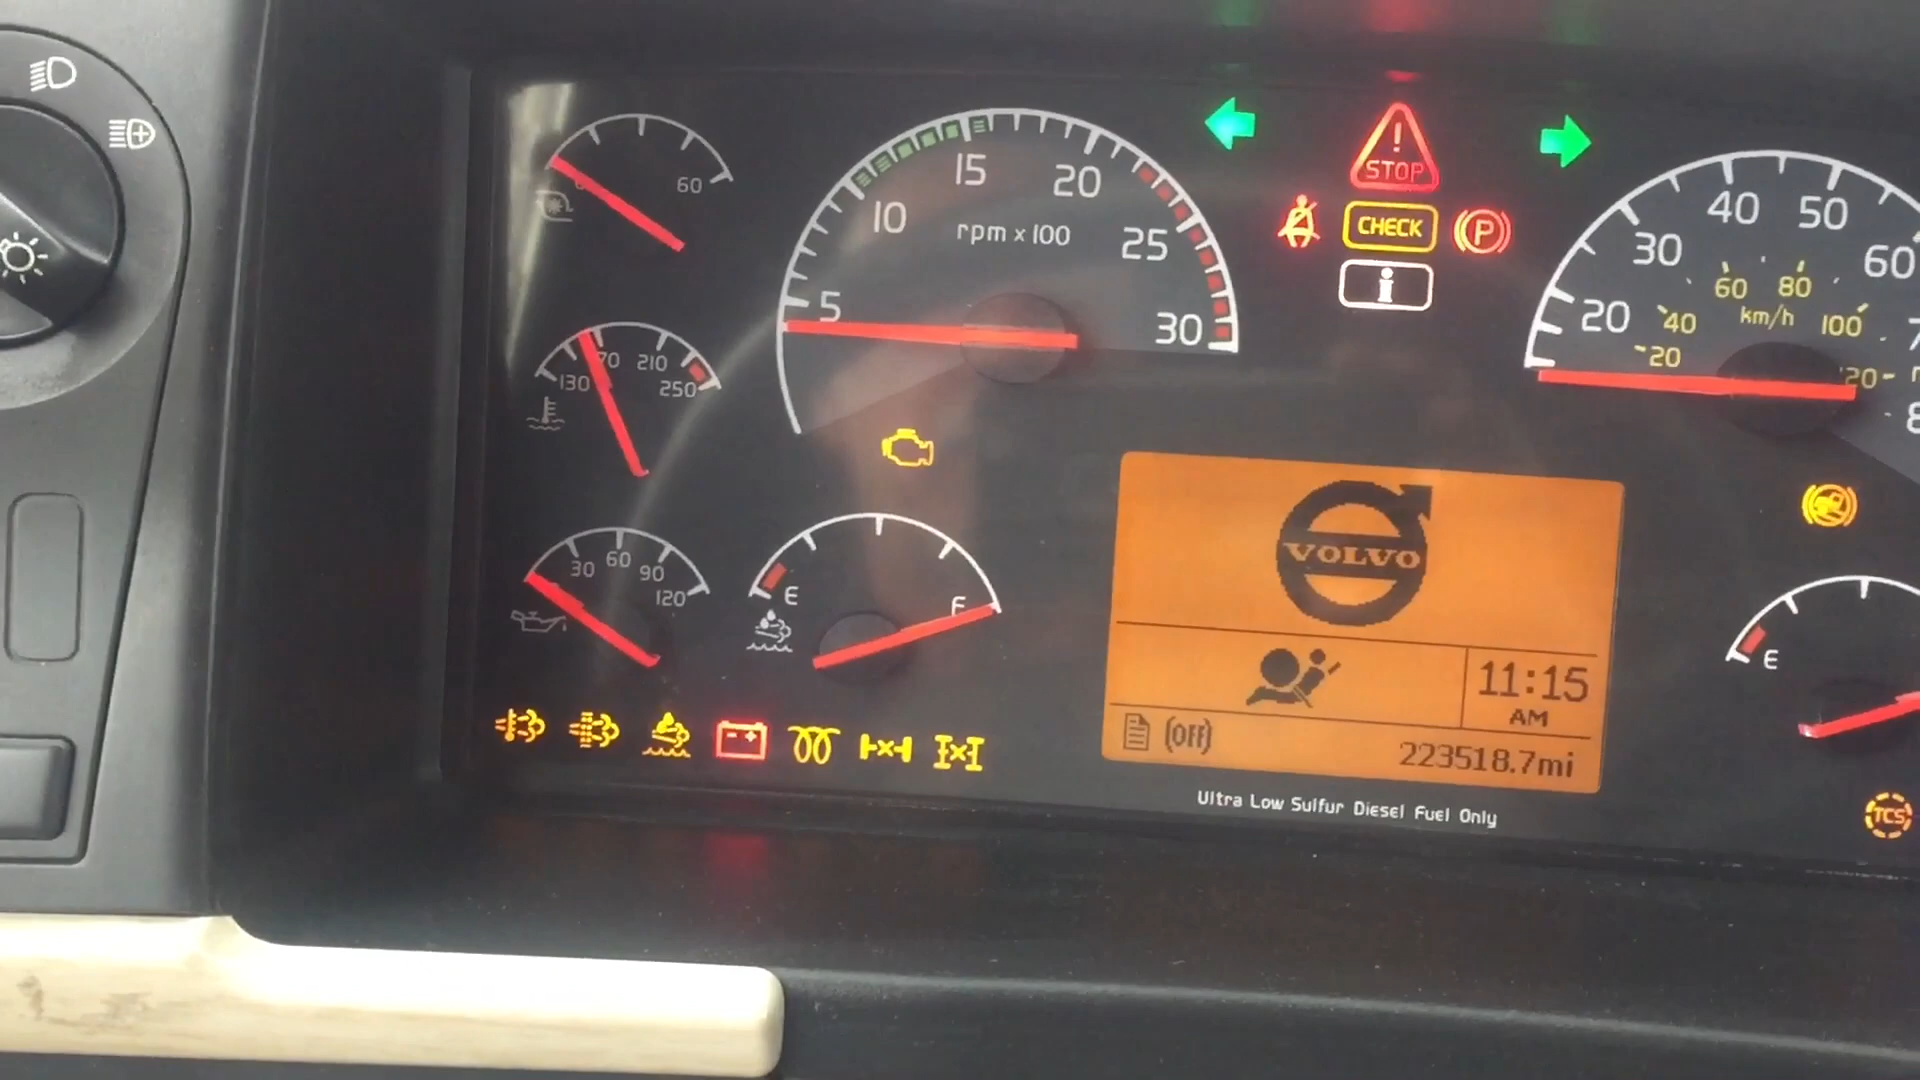 60
5
10
15
20
25
30
rpm x 100
STOP
CHECK
P
i
20
30
40
50
60
20
40
60
80
100
km/h
130
210
250
30
60
90
120
E
F
VOLVO
11:15
AM
(OFF)
223518.7mi
Ultra Low Sulfur Diesel Fuel Only
E
TCS